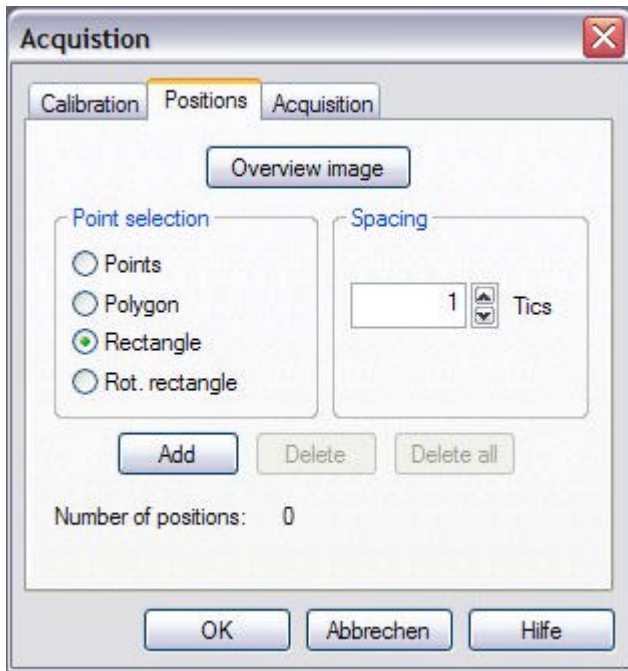 Acquistion
Calibration Positions Acquisition
Overview image
Point selection
Points
Polygon
Rectangle
Rot. rectangle
Spacing
1 Tics
Add Delete Delete all
Number of positions: 0
OK Abbrechen Hilfe